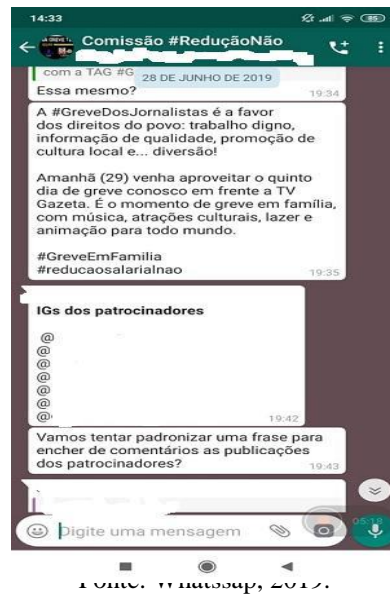 14:33
85
Comissão #ReduçãoNão
com a TAG #G
28 DE JUNHO DE 2019
Essa mesmo?
19:34
A #GreveDosJornalistas é a favor
dos direitos do povo: trabalho digno,
informação de qualidade, promoção de
cultura local e... diversão!
Amanhã (29) venha aproveitar o quinto
dia de greve conosco em frente a TV
Gazeta. É o momento de greve em família,
com música, atrações culturais, lazer e
animação para todo mundo.
#GreveEmFamilia
#reducaosalarialnao
19:35
IGs dos patrocinadores
@
@
@
@
@
@
@
19:42
Vamos tentar padronizar uma frase para
encher de comentários as publicações
dos patrocinadores?
19:43
05:18
Digite uma mensagem
Fonte: Whatssap, 2019.